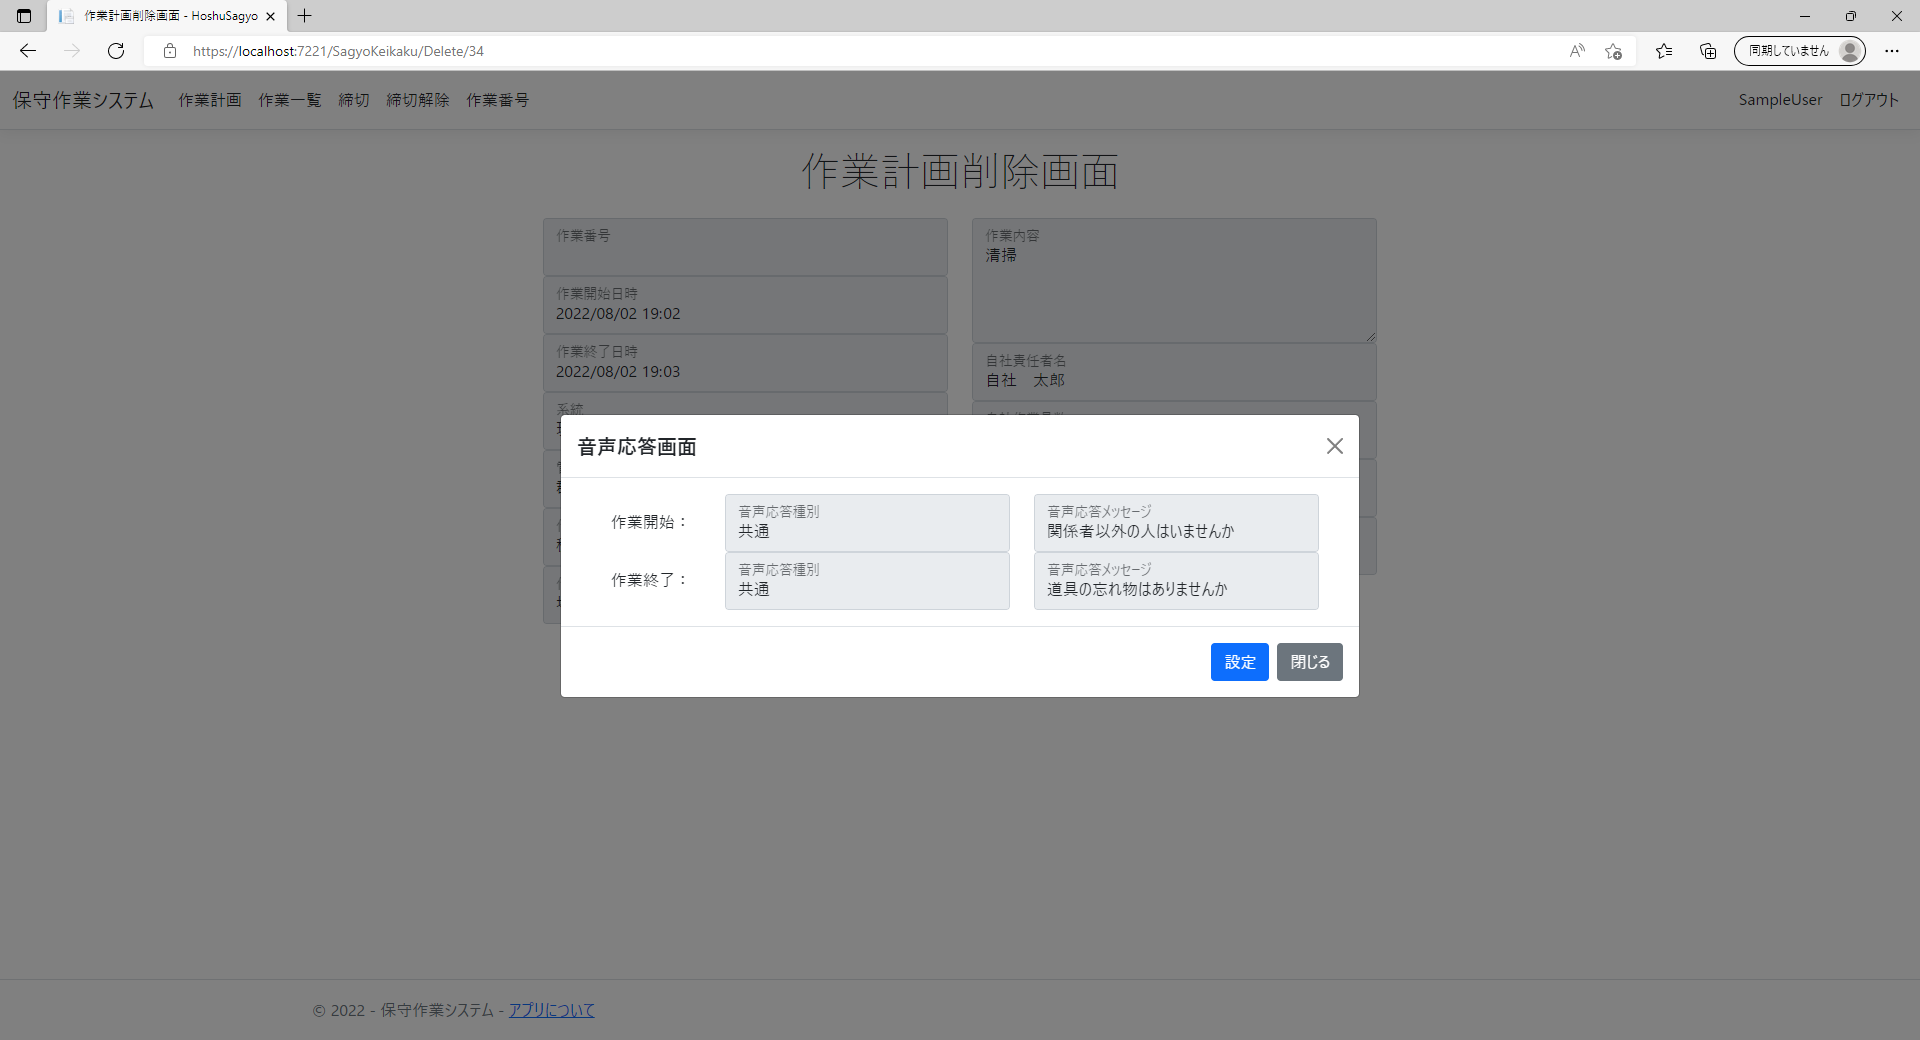 作業計画削除画面 - HoshuSagyo
https://localhost:7221/SagyoKeikaku/Delete/34
同期していません
保守作業システム 作業計画 作業一覧 締切 締切解除 作業番号 SampleUser ログアウト
作業計画削除画面
作業番号
作業開始日時
2022/08/02 19:02
作業終了日時
2022/08/02 19:03
系統
作業内容
清掃
自社責任者名
自社　太郎
音声応答画面
作業開始：
音声応答種別
共通
音声応答メッセージ
関係者以外の人はいませんか
作業終了：
音声応答種別
共通
音声応答メッセージ
道具の忘れ物はありませんか
設定 閉じる
© 2022 - 保守作業システム - アプリについて